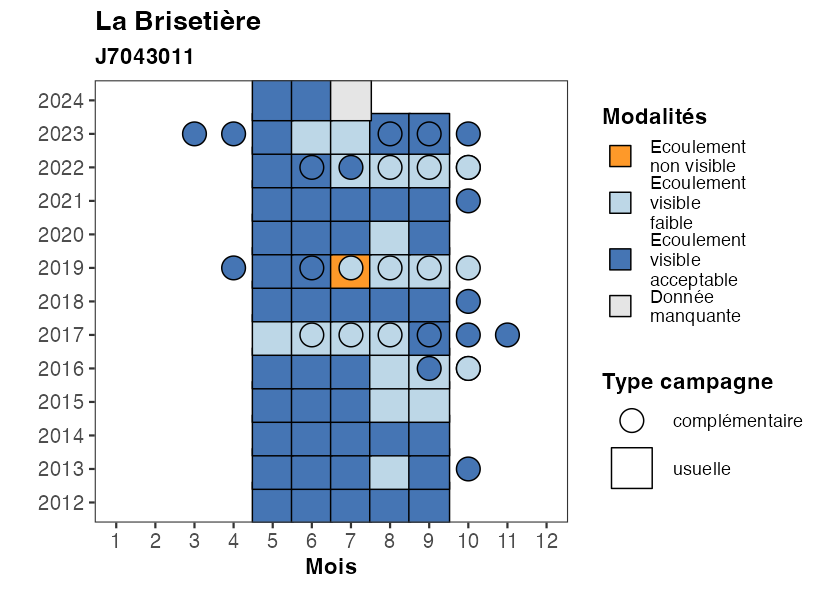 La Brisetière
J7043011
2024
2023
2022
2021
2020
2019
2018
2017
2016
2015
2014
2013
2012
1 2 3 4 5 6 7 8 9 10 11 12
Mois
Modalités
Ecoulement
non visible
Ecoulement
visible
faible
Ecoulement
visible
acceptable
Donnée
manquante
Type campagne
complémentaire
usuelle